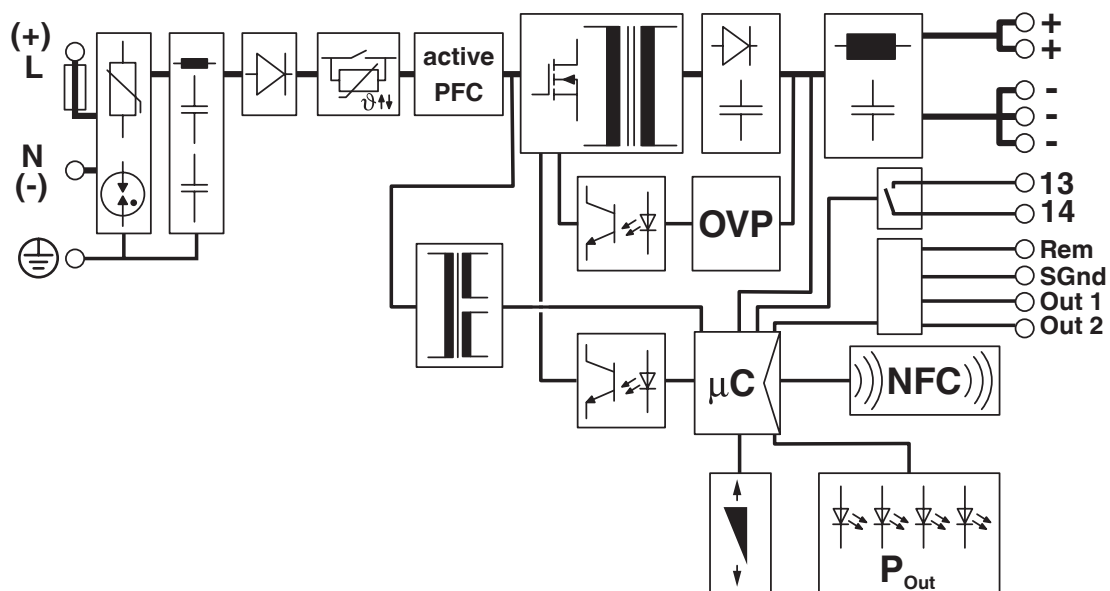 (+)
L
N
(-)
active
PFC
ϑ
+
+
-
-
-
13
14
OVP
Rem
SGnd
Out 1
Out 2
μC
NFC
P Out